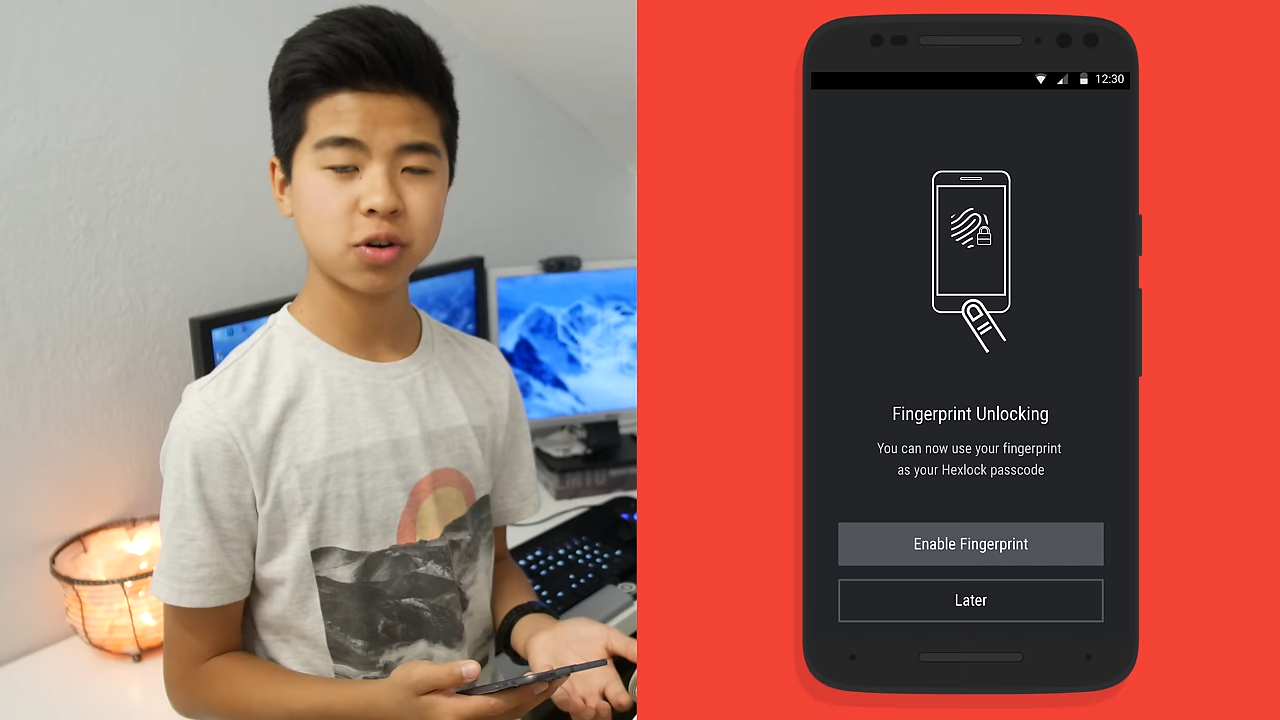 12:30
Fingerprint Unlocking
You can now use your fingerprint
as your Hexlock passcode
Enable Fingerprint
Later